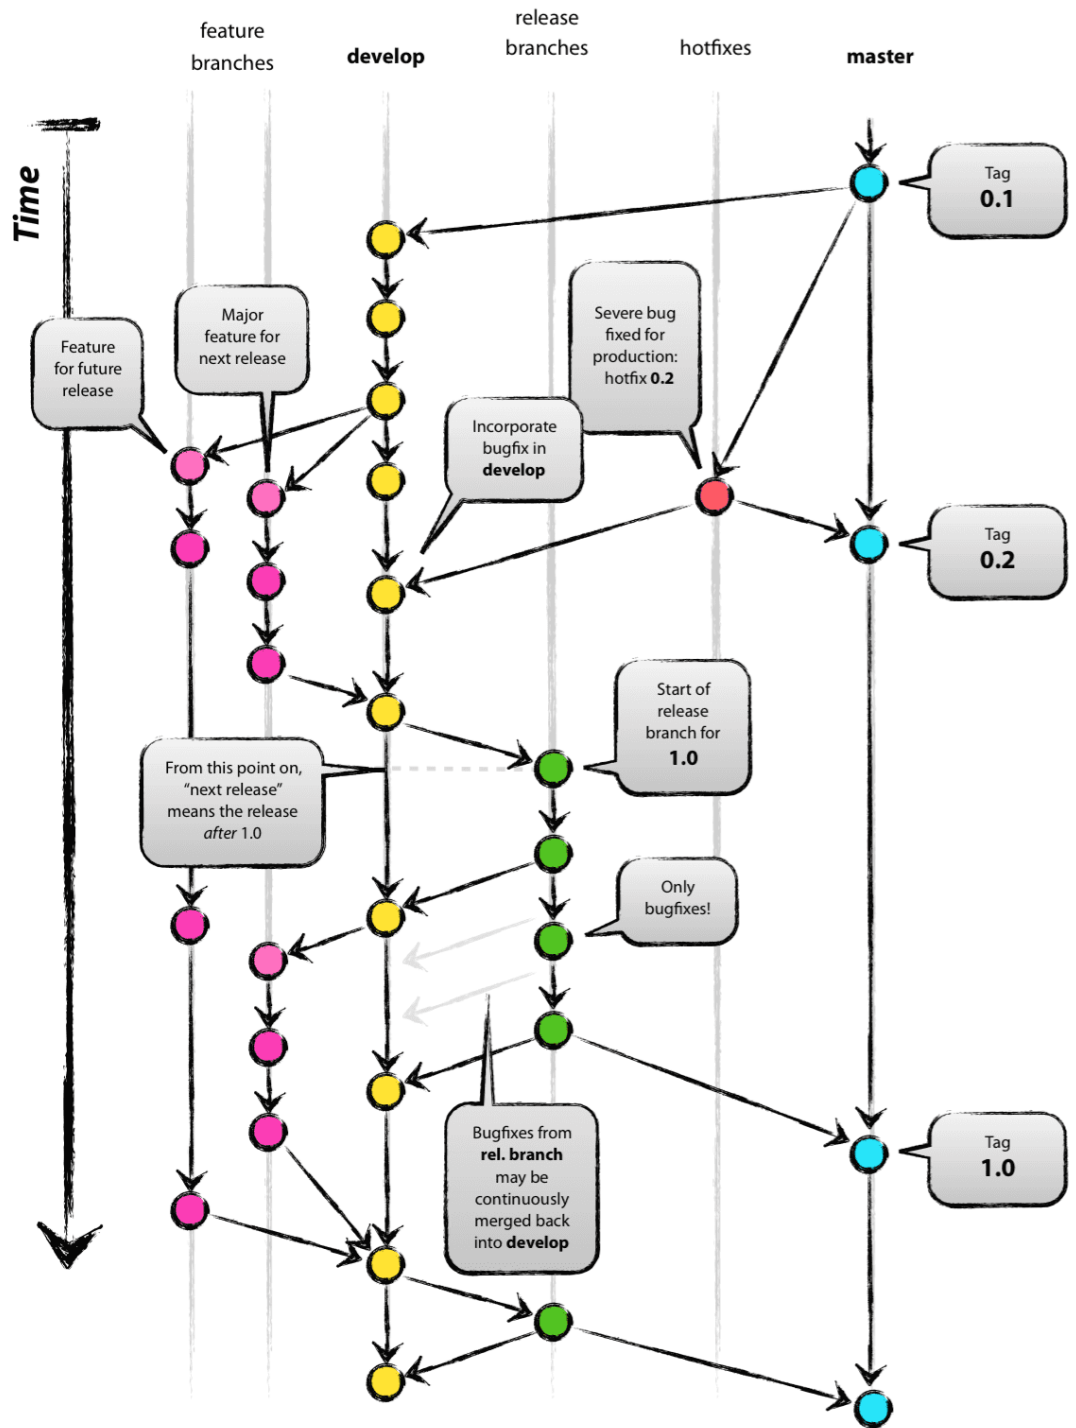 feature
branches
develop
release
branches
hotfixes
master
Time
Tag
0.1
Major
feature for
next release
Feature
for future
release
Severe bug
fixed for
production:
hotfix 0.2
Incorporate
bugfix in
develop
Tag
0.2
Start of
release
branch for
1.0
From this point on,
“next release”
means the release
after 1.0
Only
bugfixes!
Bugfixes from
rel. branch
may be
continuously
merged back
into develop
Tag
1.0